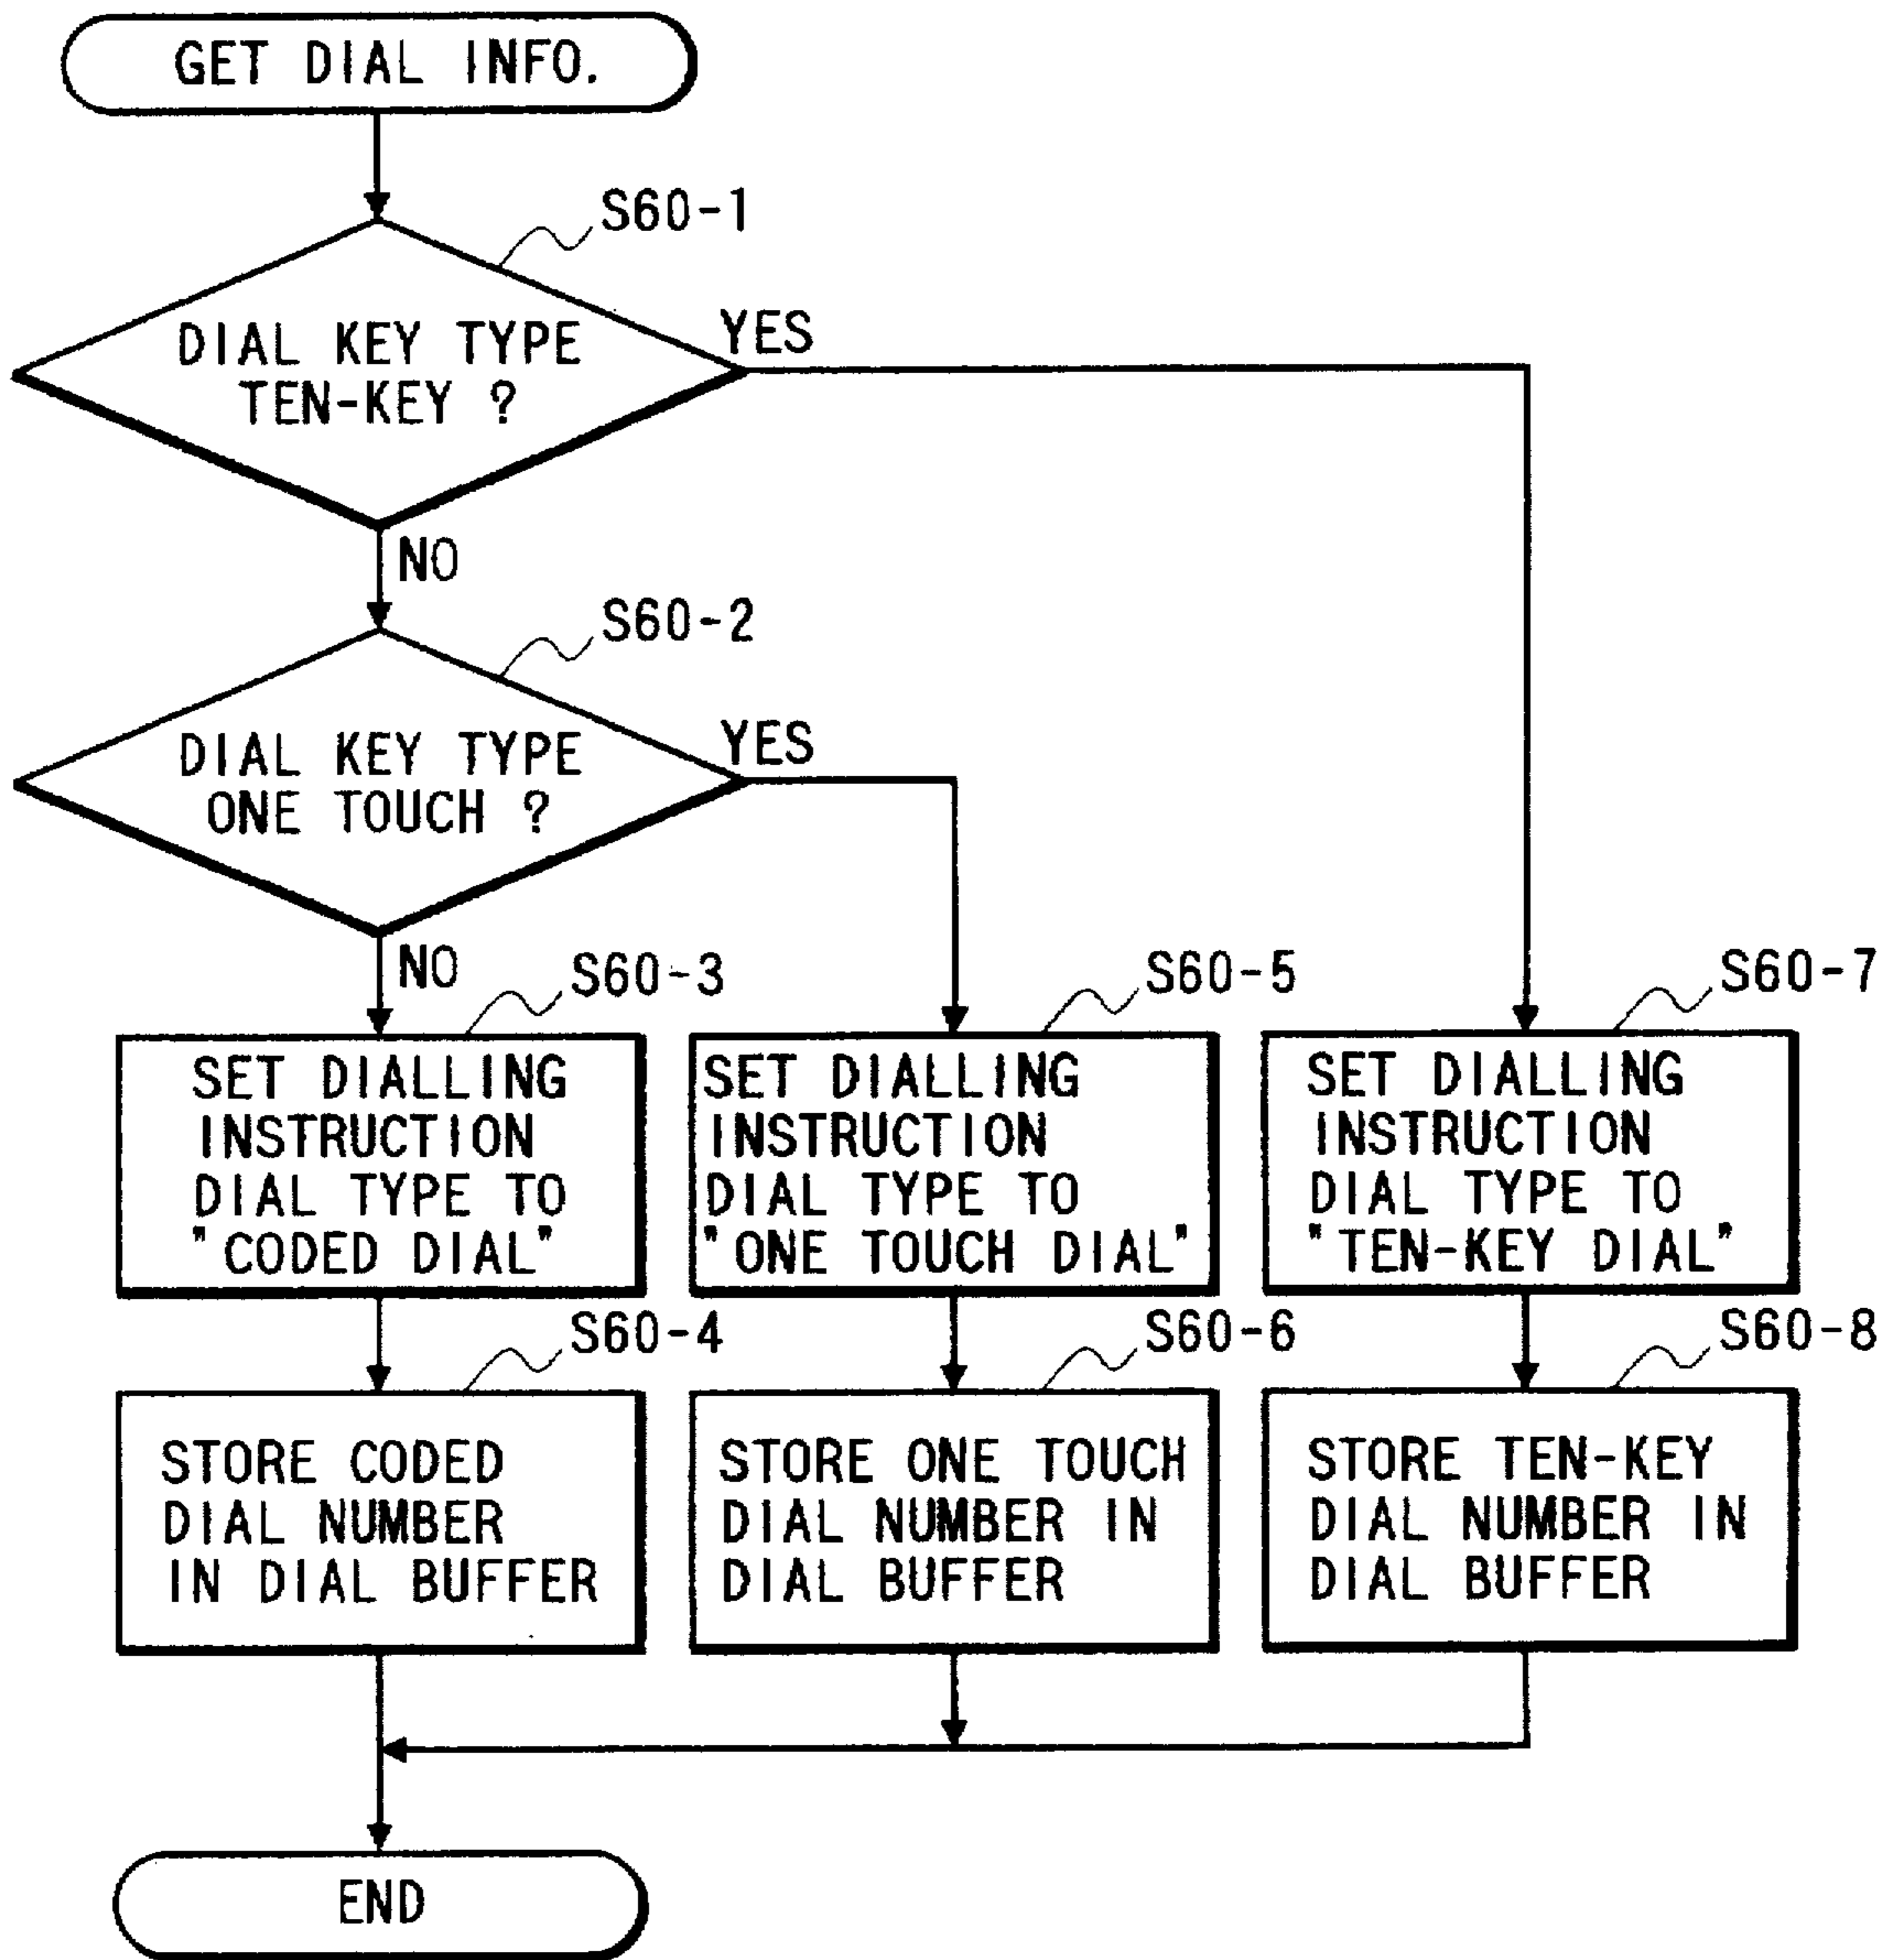 GET DIAL INFO.
S60-1
DIAL KEY TYPE
TEN-KEY ?
YES
NO
S60-2
DIAL KEY TYPE
ONE TOUCH ?
YES
NO
S60-3
SET DIALLING
INSTRUCTION
DIAL TYPE TO
"CODED DIAL"
S60-5
SET DIALLING
INSTRUCTION
DIAL TYPE TO
"ONE TOUCH DIAL"
S60-7
SET DIALLING
INSTRUCTION
DIAL TYPE TO
"TEN-KEY DIAL"
S60-4
STORE CODED
DIAL NUMBER
IN DIAL BUFFER
S60-6
STORE ONE TOUCH
DIAL NUMBER IN
DIAL BUFFER
S60-8
STORE TEN-KEY
DIAL NUMBER IN
DIAL BUFFER
END